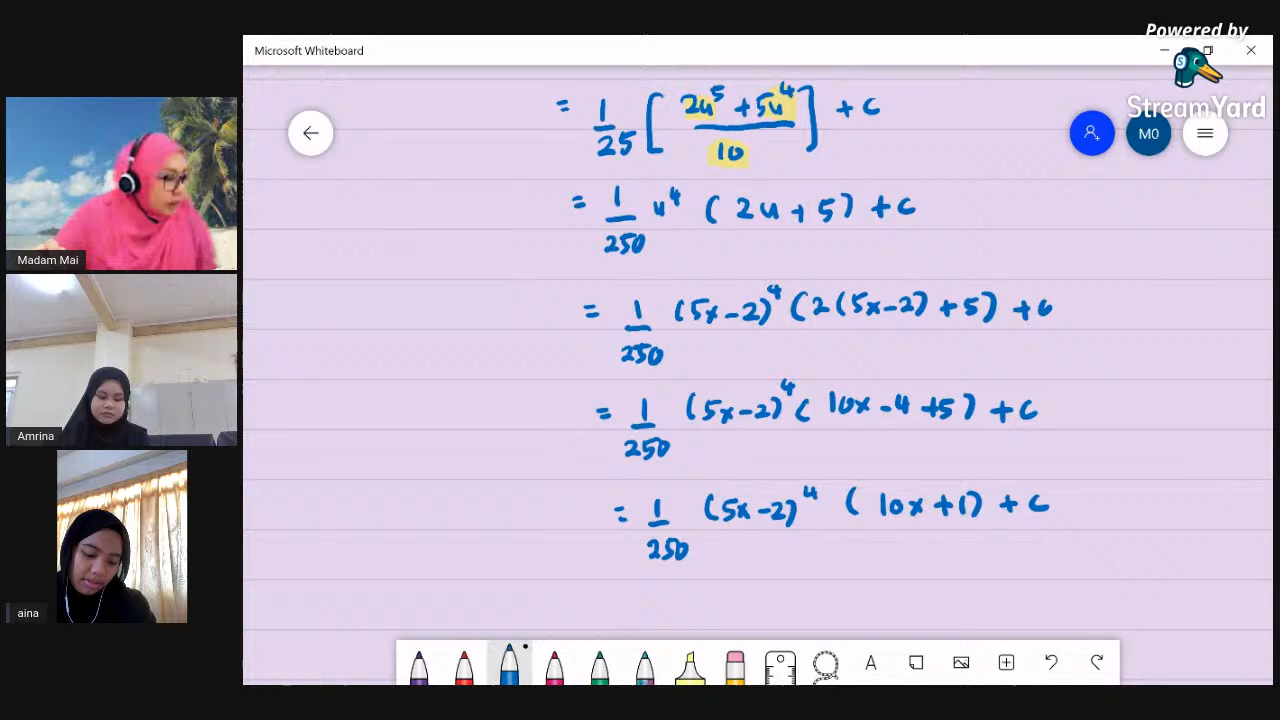 Powered by
StreamYard
Microsoft Whiteboard
M0
= 1/25 [ (2u⁵ + 5u⁴)/10 ] + c
= 1/250 u⁴ (2u + 5) + c
= 1/250 (5x - 2)⁴ (2(5x - 2) + 5) + c
= 1/250 (5x - 2)⁴ (10x - 4 + 5) + c
= 1/250 (5x - 2)⁴ (10x + 1) + c
Madam Mai
Amrina
aina
A